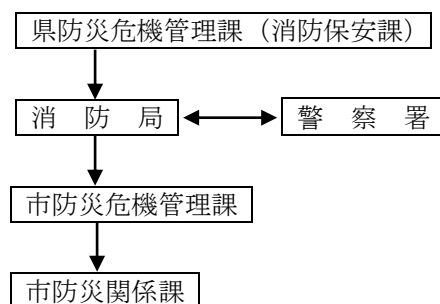 県防災危機管理課（消防保安課）
消防局
警察署
市防災危機管理課
市防災関係課